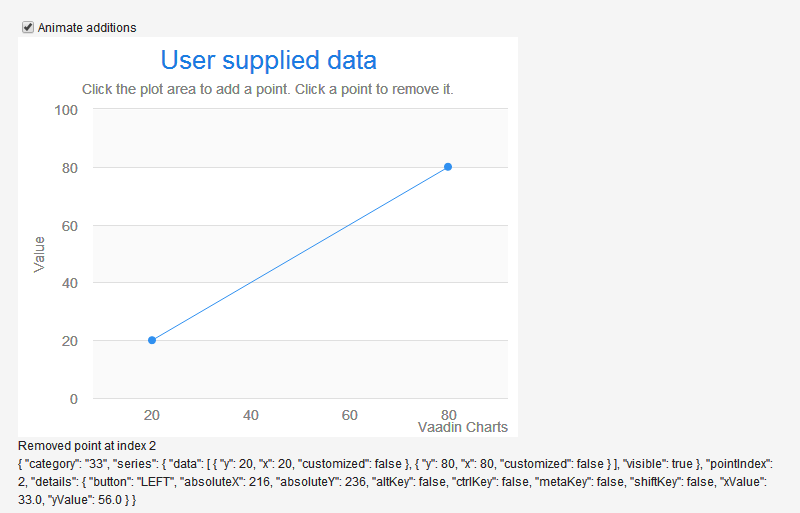 Animate additions
User supplied data
Click the plot area to add a point. Click a point to remove it.
100
80
60
40
20
0
Value
20 40 60 80
Vaadin Charts
Removed point at index 2
{ "category": "33", "series": { "data": [ { "y": 20, "x": 20, "customized": false }, { "y": 80, "x": 80, "customized": false } ], "visible": true }, "pointIndex":
2, "details": { "button": "LEFT", "absoluteX": 216, "absoluteY": 236, "altKey": false, "ctrlKey": false, "metaKey": false, "shiftKey": false, "xValue":
33.0, "yValue": 56.0 } }